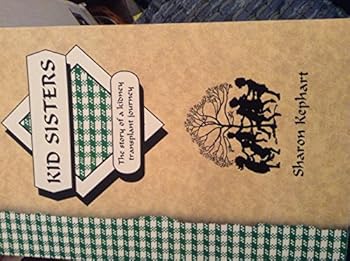 KID SISTERS
The story of a kidney
transplant journey
Sharon Kephart